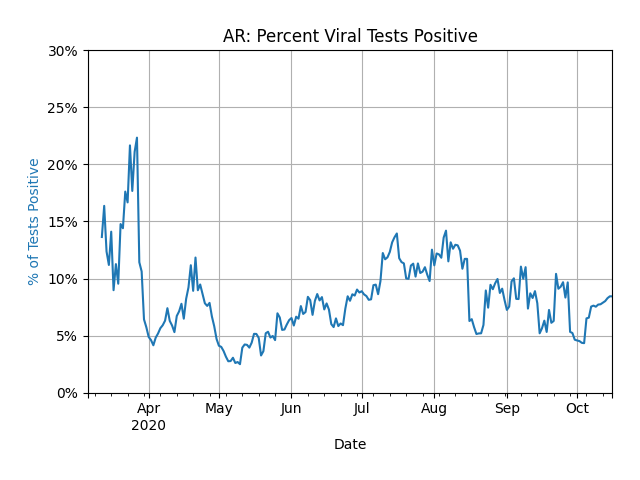 AR: Percent Viral Tests Positive
30%
25%
20%
15%
10%
5%
0%
% of Tests Positive
Apr May Jun Jul Aug Sep Oct
2020
Date